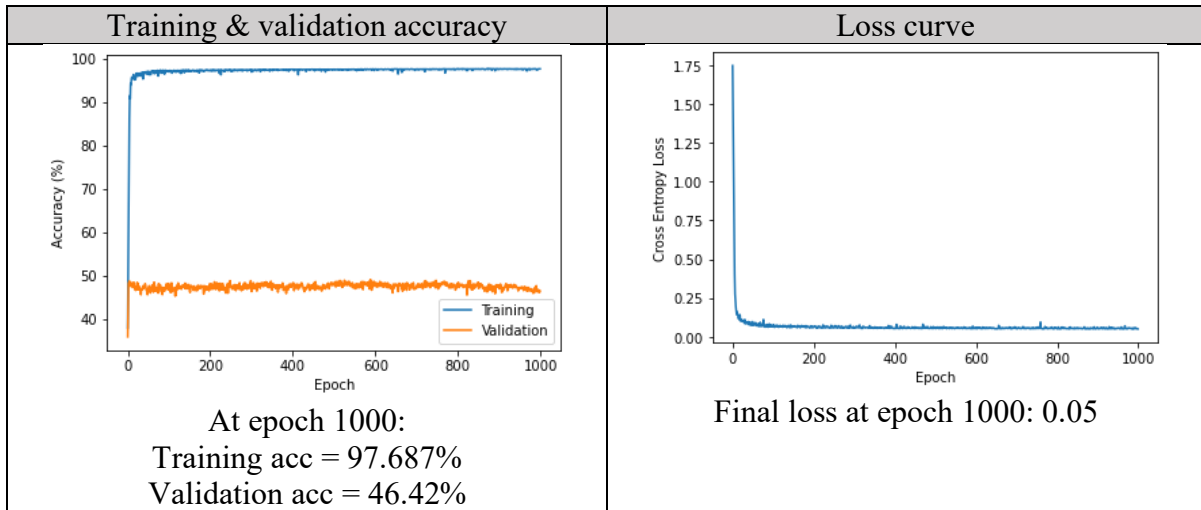 Training & validation accuracy
Loss curve
100
90
80
70
60
50
40
Accuracy (%)
0 200 400 600 800 1000
Epoch
Training
Validation
At epoch 1000:
Training acc = 97.687%
Validation acc = 46.42%
1.75
1.50
1.25
1.00
0.75
0.50
0.25
0.00
Cross Entropy Loss
0 200 400 600 800 1000
Epoch
Final loss at epoch 1000: 0.05